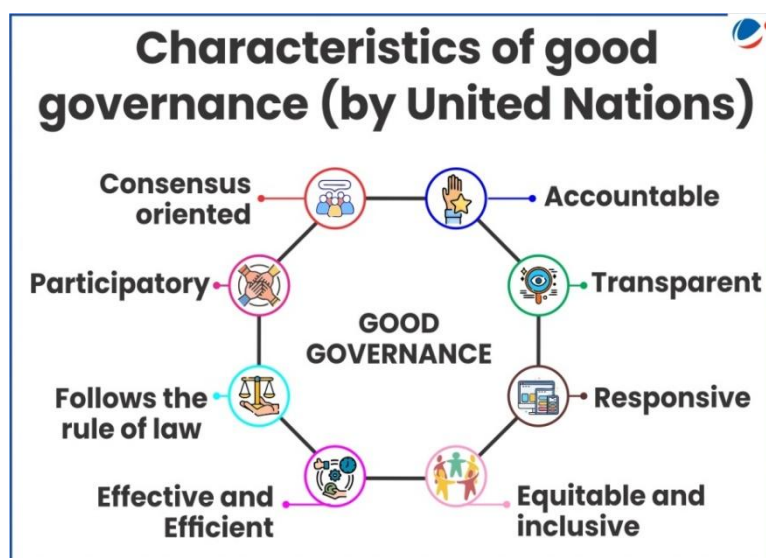 Characteristics of good
governance (by United Nations)
Consensus
oriented
Accountable
Participatory
Transparent
GOOD
GOVERNANCE
Follows the
rule of law
Responsive
Effective and
Efficient
Equitable and
inclusive